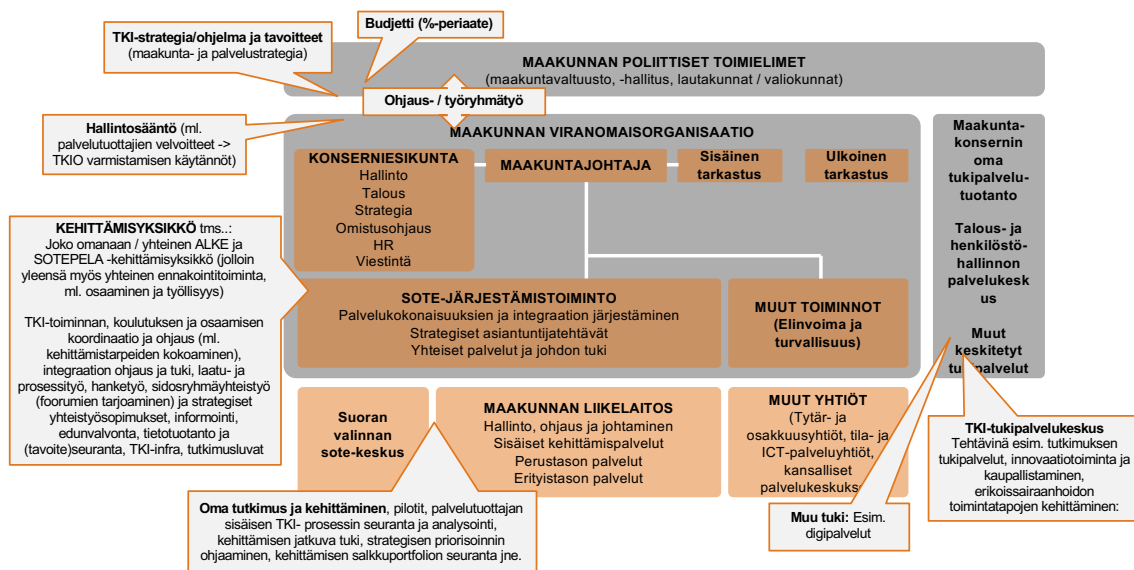 TKI-strategia/ohjelma ja tavoitteet
(maakunta- ja palvelustrategia)
Budjetti (%-periaate)
MAAKUNNAN POLIITTISET TOIMIELIMET
(maakuntavaltuusto, -hallitus, lautakunnat / valiokunnat)
Ohjaus- / työryhmätyö
Hallintosääntö (ml.
palvelutuottajien velvoitteet ->
TKIO varmistamisen käytännöt)
MAAKUNNAN VIRANOMAISORGANISAATIO
KONSERNIESIKUNTA
Hallinto
Talous
Strategia
Omistusohjaus
HR
Viestintä
MAAKUNTAJOHTAJA
Sisäinen
tarkastus
Ulkoinen
tarkastus
Maakunta-
konsernin
oma
tukipalvelu-
tuotanto
Talous- ja
henkilöstö-
hallinnon
palvelukesk
us
Muut
keskitetyt
tukipalvelut
KEHITTÄMISYKSIKKÖ tms..:
Joko omanaan / yhteinen ALKE ja
SOTEPELA -kehittämisyksikkö (jolloin
yleensä myös yhteinen ennakointitoiminta,
ml. osaaminen ja työllisyys)
TKI-toiminnan, koulutuksen ja osaamisen
koordinaatio ja ohjaus (ml.
kehittämistarpeiden kokoaminen),
integraation ohjaus ja tuki, laatu- ja
prosessityö, hanketyö, sidosryhmäyhteistyö
(foorumien tarjoaminen) ja strategiset
yhteistyösopimukset, informointi,
edunvalvonta, tietotuotanto ja
(tavoite)seuranta, TKI-infra, tutkimusluvat
SOTE-JÄRJESTÄMISTOIMINTO
Palvelukokonaisuuksien ja integraation järjestäminen
Strategiset asiantuntijatehtävät
Yhteiset palvelut ja johdon tuki
MUUT TOIMINNOT
(Elinvoima ja
turvallisuus)
Suoran
valinnan
sote-keskus
MAAKUNNAN LIIKELAITOS
Hallinto, ohjaus ja johtaminen
Sisäiset kehittämispalvelut
Perustason palvelut
Erityistason palvelut
MUUT YHTIÖT
(Tytär- ja
osakkuusyhtiöt, tila- ja
ICT-palveluyhtiöt,
kansalliset
palvelukeskukse
Oma tutkimus ja kehittäminen, pilotit, palvelutuottajan
sisäisen TKI- prosessin seuranta ja analysointi,
kehittämisen jatkuva tuki, strategisen priorisoinnin
ohjaaminen, kehittämisen salkkuportfolion seuranta jne.
Muu tuki: Esim.
digipalvelut
TKI-tukipalvelukeskus
Tehtävinä esim. tutkimuksen
tukipalvelut, innovaatiotoiminta ja
kaupallistaminen,
erikoissairaanhoidon
toimintatapojen kehittäminen: